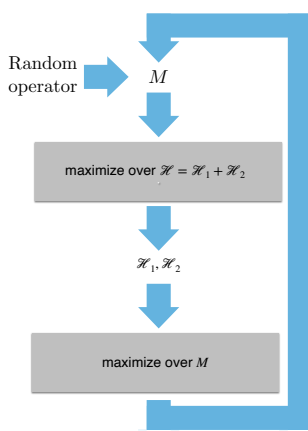 Random
operator
M
maximize over ℋ = ℋ₁ + ℋ₂
ℋ₁, ℋ₂
maximize over M